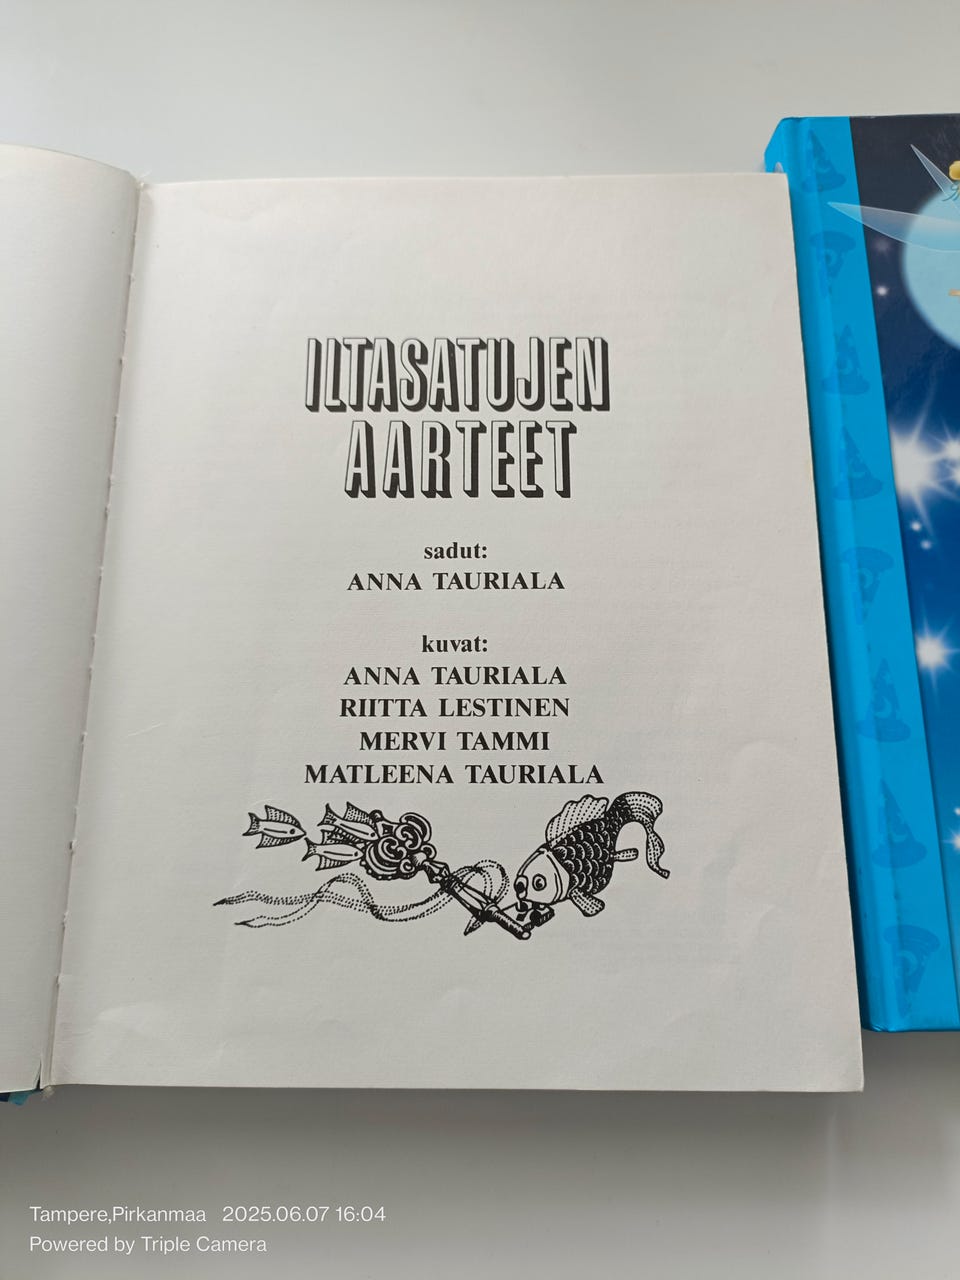 ILTASATUJEN
AARTEET
sadut:
ANNA TAURIALA
kuvat:
ANNA TAURIALA
RIITTA LESTINEN
MERVI TAMMI
MATLEENA TAURIALA
Tampere,Pirkanmaa 2025.06.07 16:04
Powered by Triple Camera